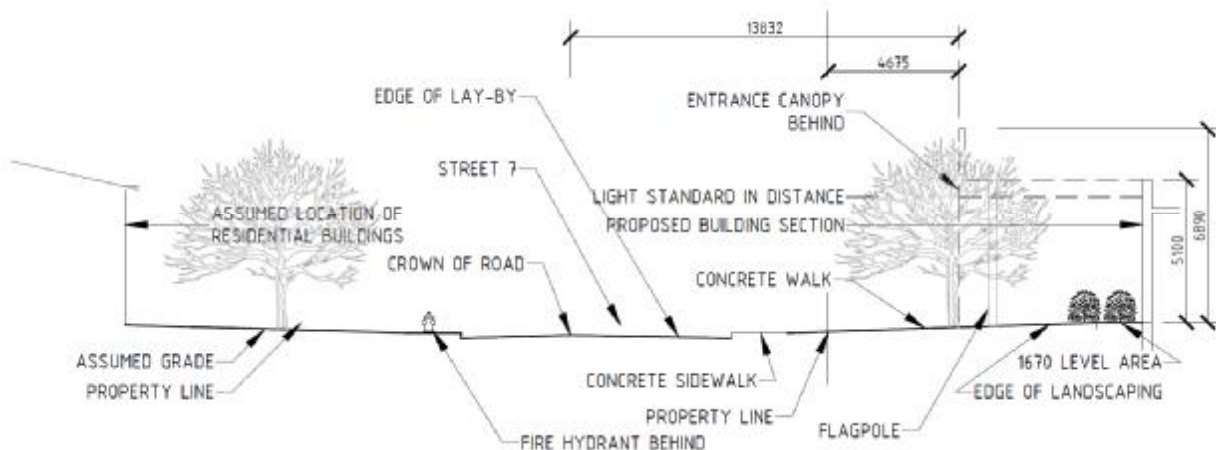 13832
4675
EDGE OF LAY-BY
ENTRANCE CANOPY
BEHIND
STREET 7
LIGHT STANDARD IN DISTANCE
ASSUMED LOCATION OF
RESIDENTIAL BUILDINGS
PROPOSED BUILDING SECTION
5100
6890
CROWN OF ROAD
CONCRETE WALK
ASSUMED GRADE
PROPERTY LINE
CONCRETE SIDEWALK
1670 LEVEL AREA
EDGE OF LANDSCAPING
PROPERTY LINE
FLAGPOLE
FIRE HYDRANT BEHIND